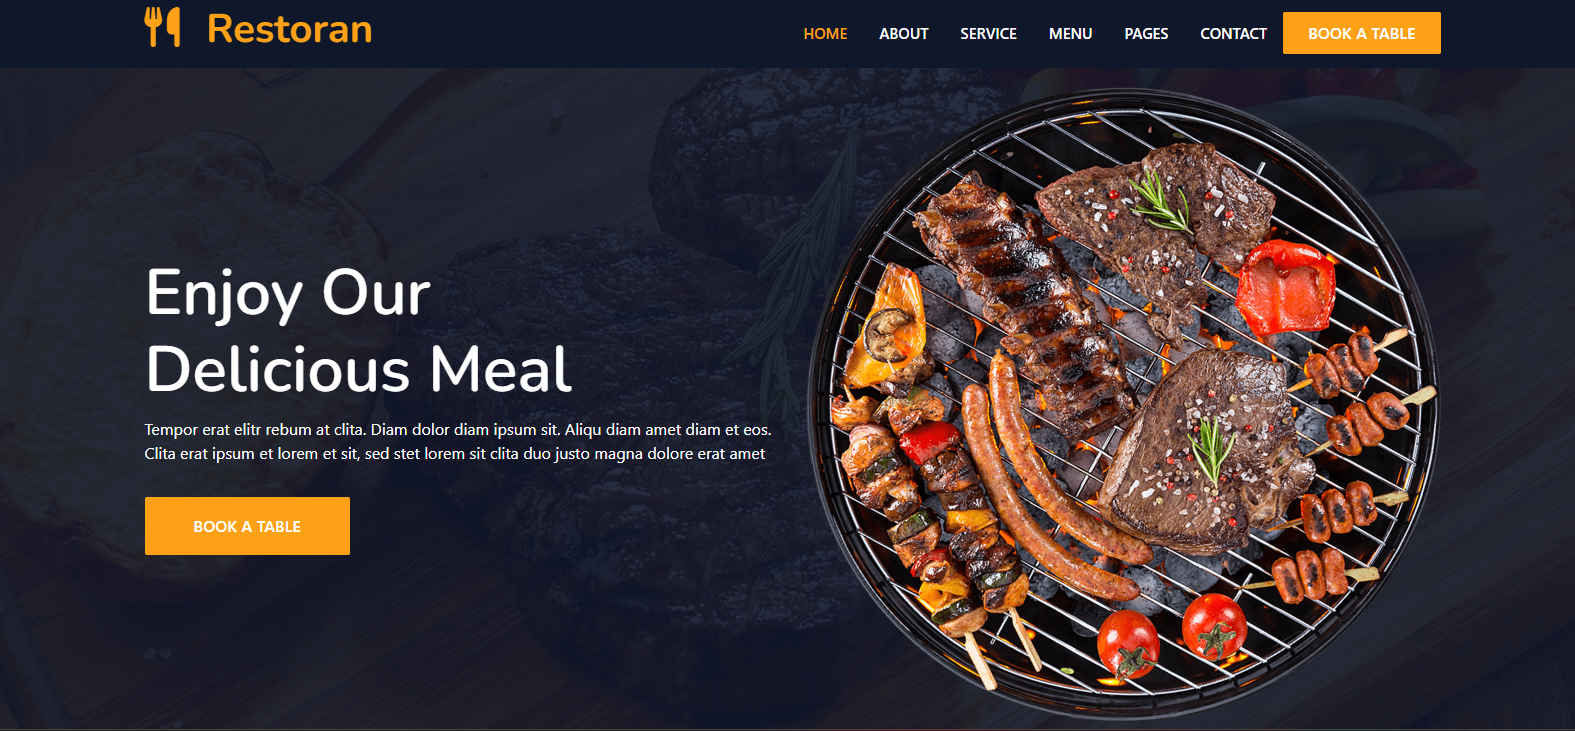 Restoran
HOME ABOUT SERVICE MENU PAGES CONTACT BOOK A TABLE
Enjoy Our
Delicious Meal
Tempor erat elitr rebum at clita. Diam dolor diam ipsum sit. Aliqu diam amet diam et eos.
Clita erat ipsum et lorem et sit, sed stet lorem sit clita duo justo magna dolore erat amet
BOOK A TABLE